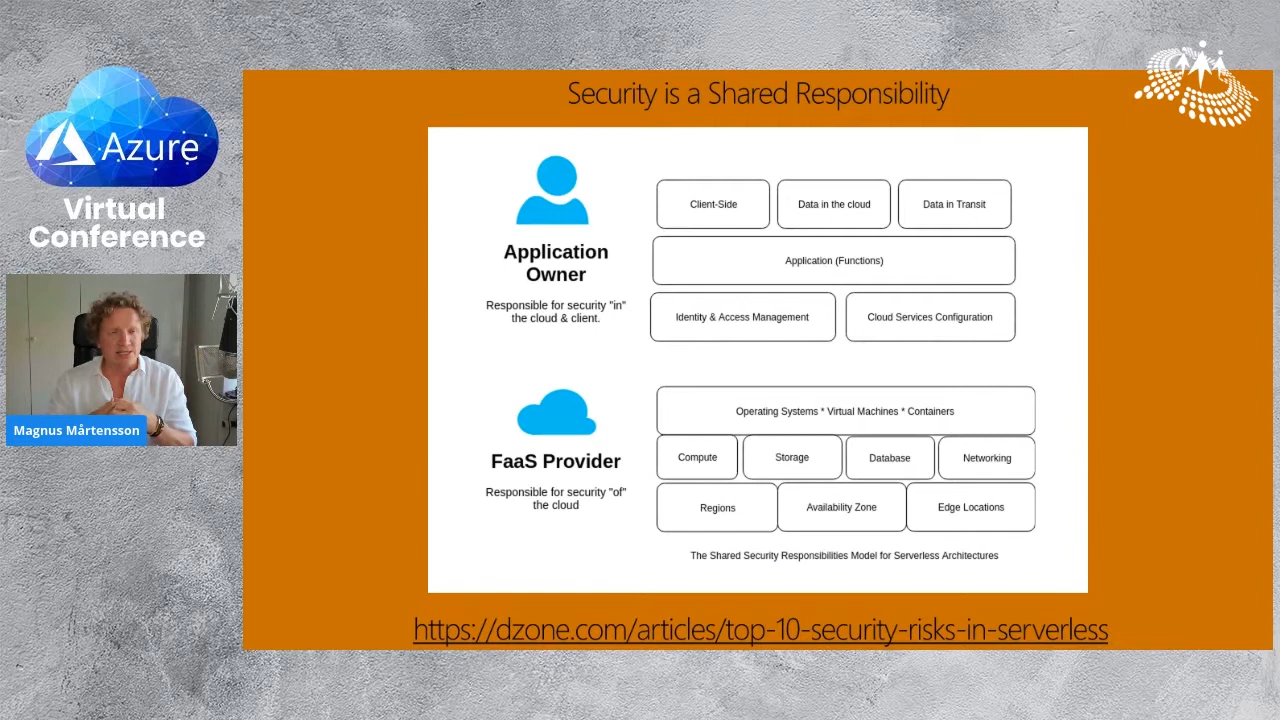 Azure
Virtual
Conference
Magnus Mårtensson
Security is a Shared Responsibility
Application
Owner
Responsible for security "in"
the cloud & client.
Client-Side
Data in the cloud
Data in Transit
Application (Functions)
Identity & Access Management
Cloud Services Configuration
FaaS Provider
Responsible for security "of"
the cloud
Operating Systems * Virtual Machines * Containers
Compute
Storage
Database
Networking
Regions
Availability Zone
Edge Locations
The Shared Security Responsibilities Model for Serverless Architectures
https://dzone.com/articles/top-10-security-risks-in-serverless